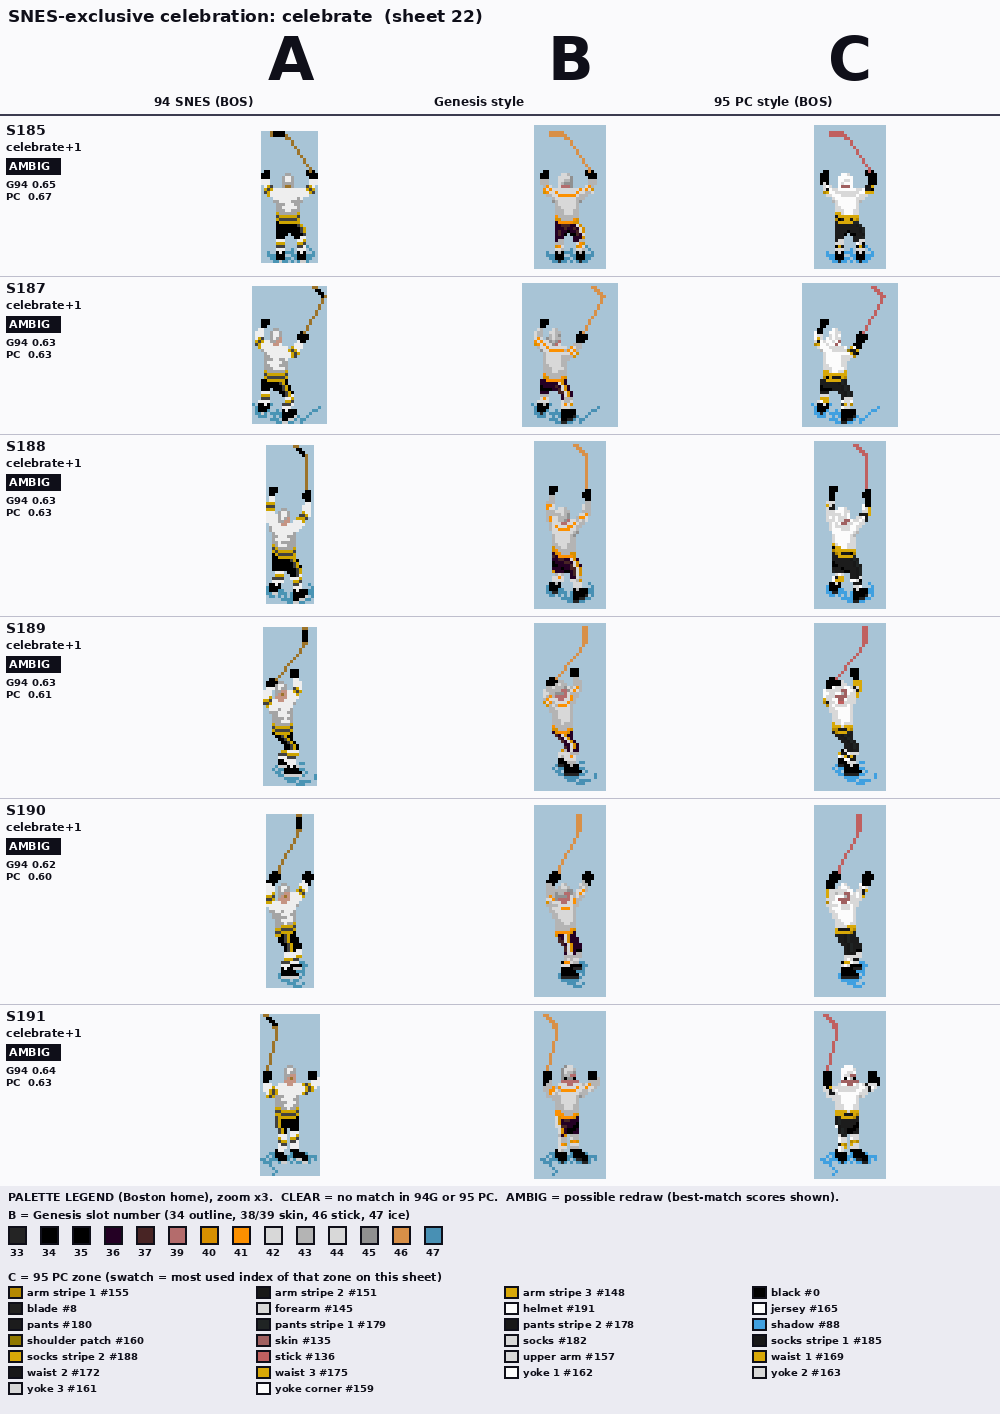 SNES-exclusive celebration: celebrate (sheet 22)
A B C
94 SNES (BOS) Genesis style 95 PC style (BOS)
S185
celebrate+1
AMBIG
G94 0.65
PC 0.67
S187
celebrate+1
AMBIG
G94 0.63
PC 0.63
S188
celebrate+1
AMBIG
G94 0.63
PC 0.63
S189
celebrate+1
AMBIG
G94 0.63
PC 0.61
S190
celebrate+1
AMBIG
G94 0.62
PC 0.60
S191
celebrate+1
AMBIG
G94 0.64
PC 0.63
PALETTE LEGEND (Boston home), zoom x3. CLEAR = no match in 94G or 95 PC. AMBIG = possible redraw (best-match scores shown).
B = Genesis slot number (34 outline, 38/39 skin, 46 stick, 47 ice)
33 34 35 36 37 39 40 41 42 43 44 45 46 47
C = 95 PC zone (swatch = most used index of that zone on this sheet)
arm stripe 1 #155 arm stripe 2 #151 arm stripe 3 #148 black #0
blade #8 forearm #145 helmet #191 jersey #165
pants #180 pants stripe 1 #179 pants stripe 2 #178 shadow #88
shoulder patch #160 skin #135 socks #182 socks stripe 1 #185
socks stripe 2 #188 stick #136 upper arm #157 waist 1 #169
waist 2 #172 waist 3 #175 yoke 1 #162 yoke 2 #163
yoke 3 #161 yoke corner #159